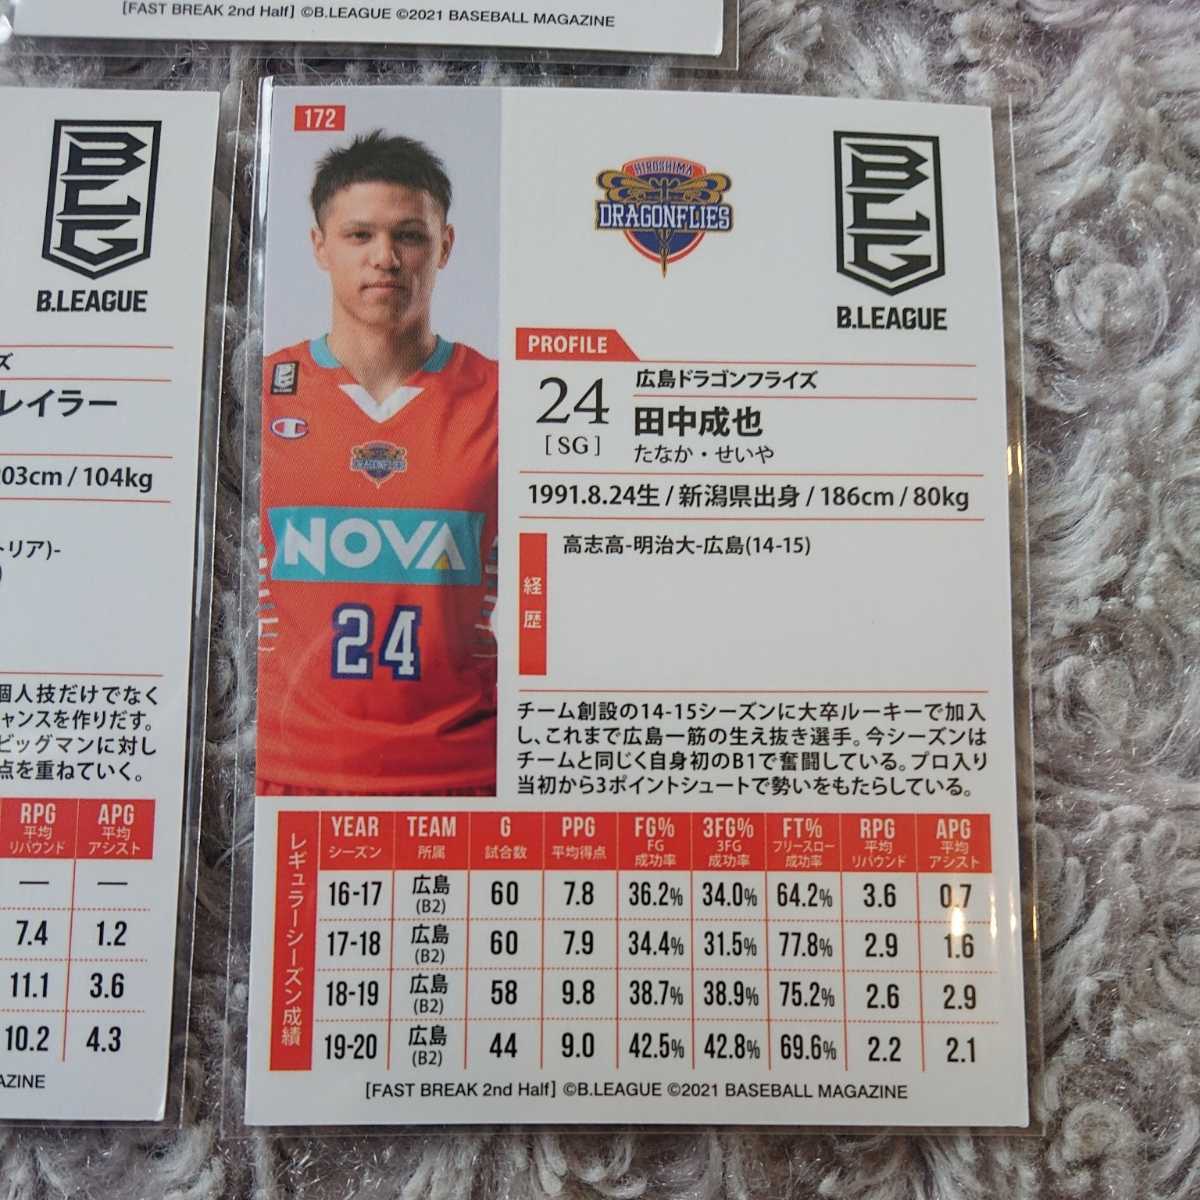 [FAST BREAK 2nd Half] ©B.LEAGUE ©2021 BASEBALL MAGAZINE
BLG
B.LEAGUE
ズ
レイラー
03cm / 104kg
トリア)-
)
個人技だけでなく
ャンスを作りだす。
ビッグマンに対し
点を重ねていく。
RPG 平均リバウンド APG 平均アシスト
— —
7.4 1.2
11.1 3.6
10.2 4.3
AZINE
172
HIROSHIMA
DRAGONFLIES
BLG
B.LEAGUE
DRAGONFLIES
NOVA
24
PROFILE
24
[SG]
広島ドラゴンフライズ
田中成也
たなか・せいや
1991.8.24生 / 新潟県出身 / 186cm / 80kg
経歴
高志高-明治大-広島(14-15)
チーム創設の14-15シーズンに大卒ルーキーで加入
し、これまで広島一筋の生え抜き選手。今シーズンは
チームと同じく自身初のB1で奮闘している。プロ入り
当初から3ポイントシュートで勢いをもたらしている。
レギュラーシーズン成績
YEAR シーズン TEAM 所属 G 試合数 PPG 平均得点 FG% FG成功率 3FG% 3FG成功率 FT% フリースロー成功率 RPG 平均リバウンド APG 平均アシスト
16-17 広島(B2) 60 7.8 36.2% 34.0% 64.2% 3.6 0.7
17-18 広島(B2) 60 7.9 34.4% 31.5% 77.8% 2.9 1.6
18-19 広島(B2) 58 9.8 38.7% 38.9% 75.2% 2.6 2.9
19-20 広島(B2) 44 9.0 42.5% 42.8% 69.6% 2.2 2.1
[FAST BREAK 2nd Half] ©B.LEAGUE ©2021 BASEBALL MAGAZINE